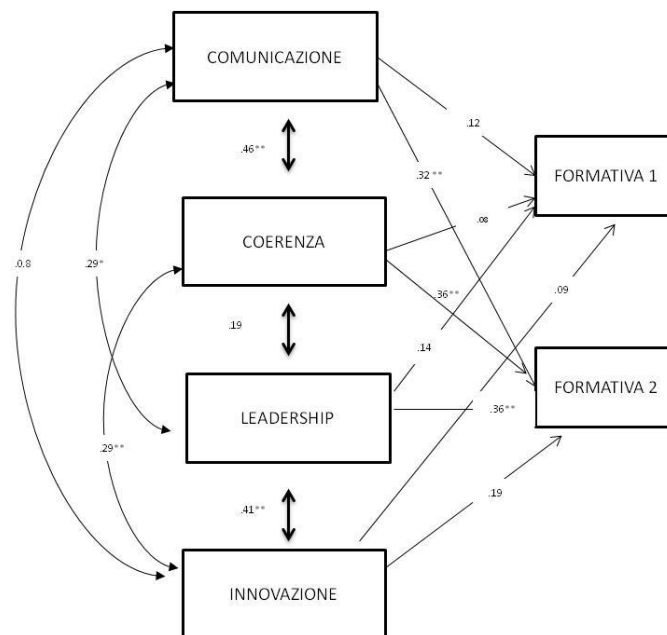 COMUNICAZIONE
.12
FORMATIVA 1
.46**
.32 **
COERENZA
.08
.0.8
.29*
.36**
.09
.19
.14
FORMATIVA 2
LEADERSHIP
.36**
.29**
.41**
.19
INNOVAZIONE